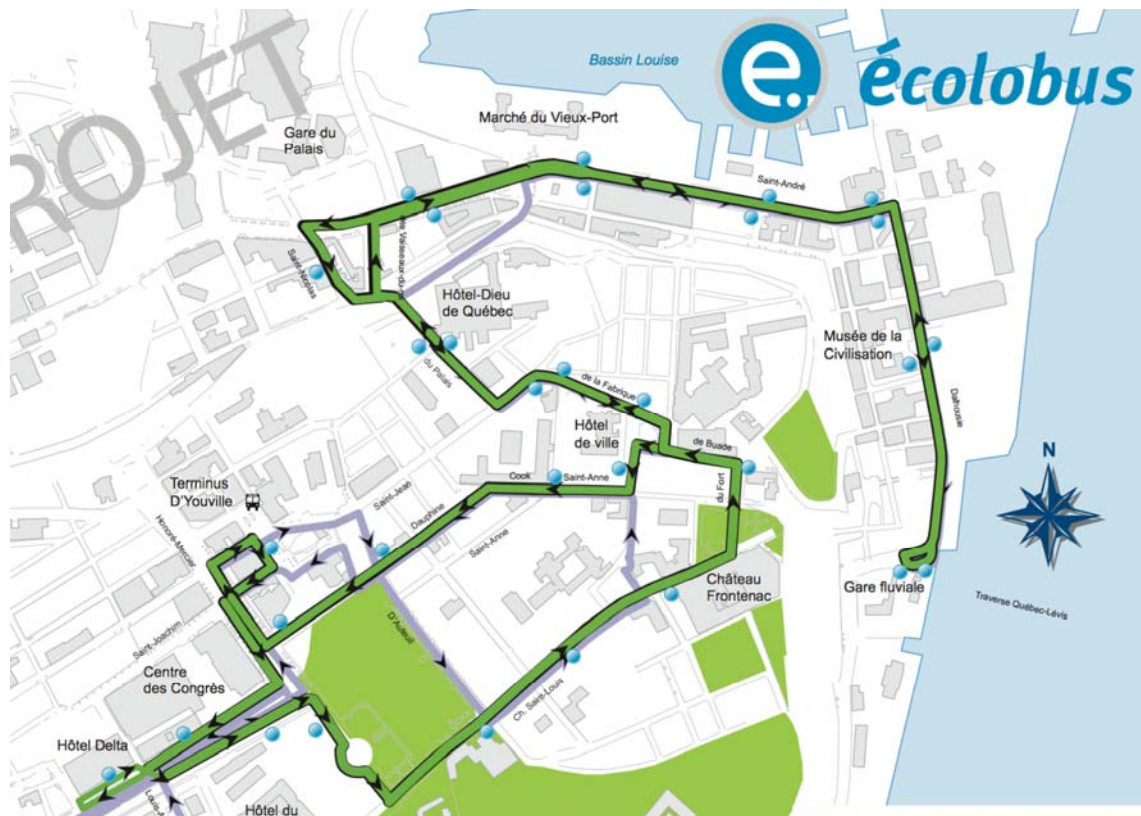 Bassin Louise
e. écolobus
Marché du Vieux-Port
Gare du
Palais
ROJET
Saint-André
Saint-Nicolas
Hôtel-Dieu
de Québec
Musée de la
Civilisation
du Palais
de la Fabrique
Dalhousie
Hôtel
de ville
de Buade
N
Cook
Saint-Anne
du Fort
Terminus
D'Youville
Saint-Jean
Dauphine
Honoré-Mercier
Saint-Anne
Château
Frontenac
Gare fluviale
Traverse Québec-Lévis
Saint-Joachim
D'Auteuil
Centre
des Congrès
Ch. Saint-Louis
Hôtel Delta
Hôtel du